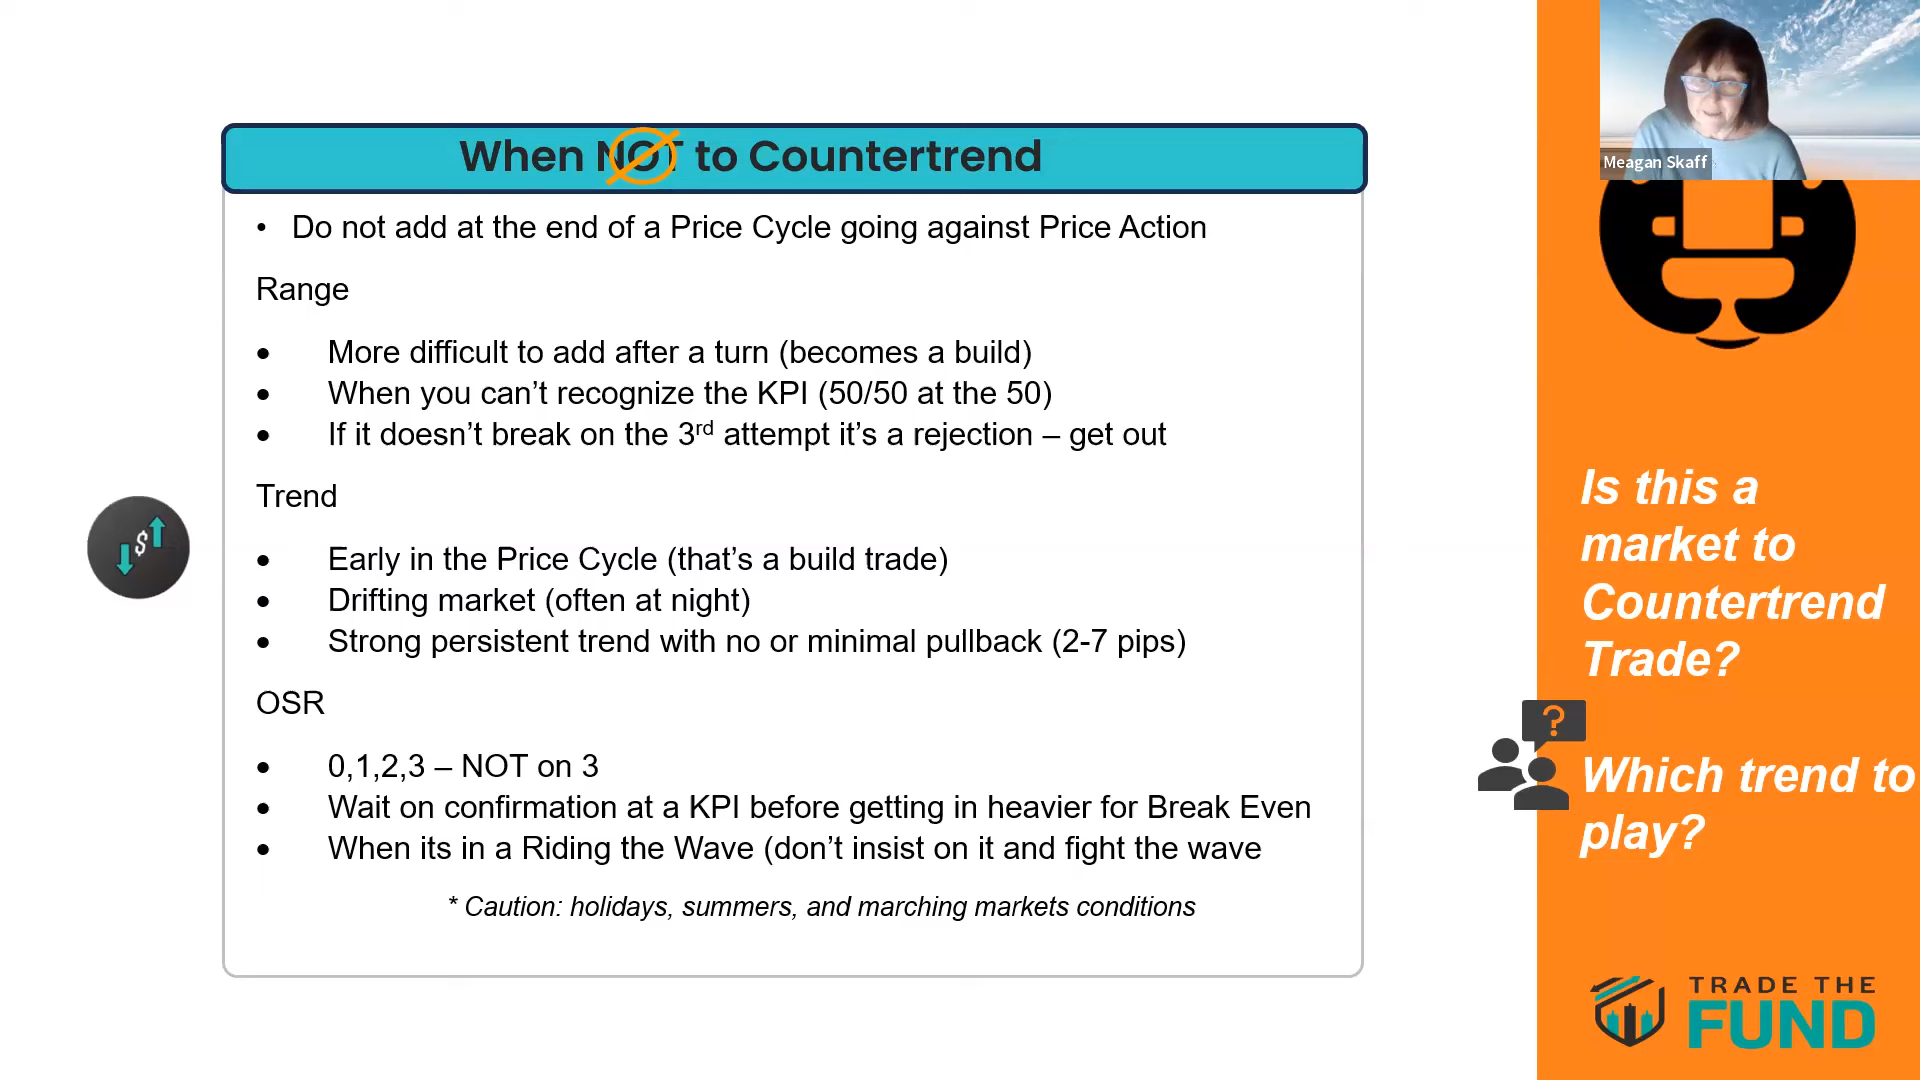 When NOT to Countertrend
• Do not add at the end of a Price Cycle going against Price Action
Range
• More difficult to add after a turn (becomes a build)
• When you can’t recognize the KPI (50/50 at the 50)
• If it doesn’t break on the 3rd attempt it’s a rejection – get out
Trend
• Early in the Price Cycle (that’s a build trade)
• Drifting market (often at night)
• Strong persistent trend with no or minimal pullback (2-7 pips)
OSR
• 0,1,2,3 – NOT on 3
• Wait on confirmation at a KPI before getting in heavier for Break Even
• When its in a Riding the Wave (don’t insist on it and fight the wave
* Caution: holidays, summers, and marching markets conditions
$
Meagan Skaff
Is this a
market to
Countertrend
Trade?
?
Which trend to
play?
TRADE THE
FUND